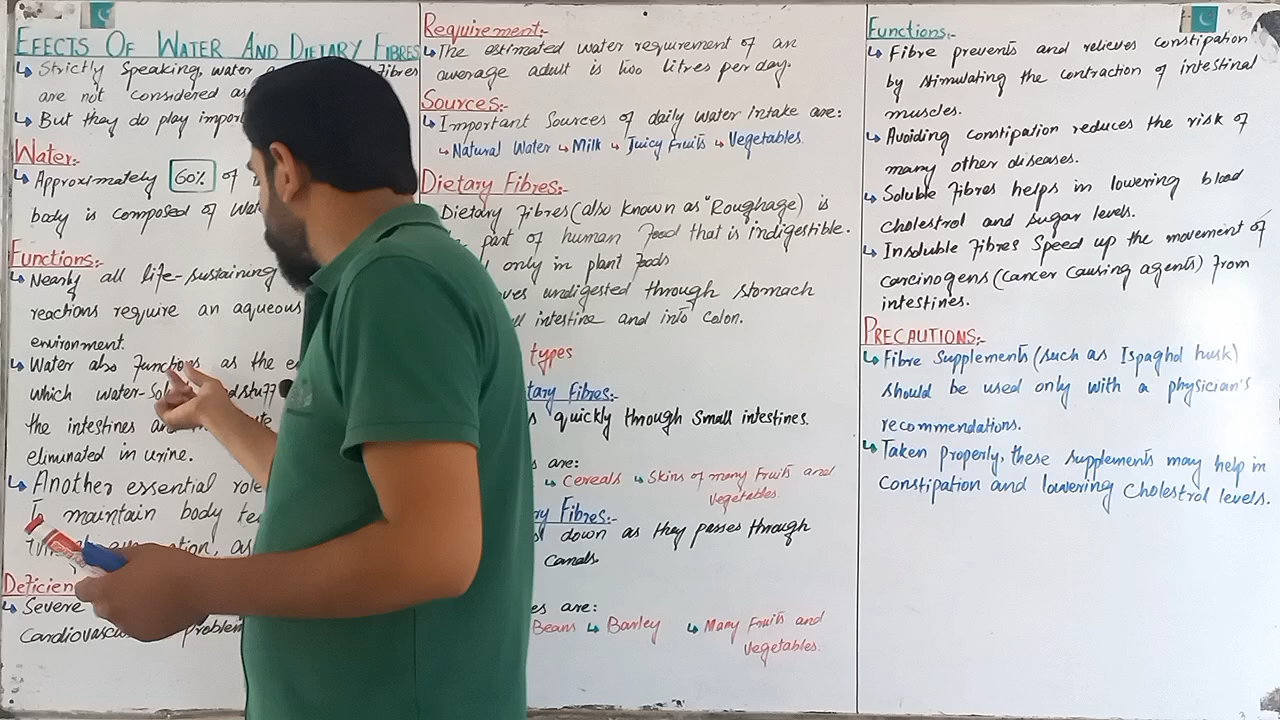 EFECTS OF WATER AND DIETARY FIBRES
↳ Strictly Speaking, water Fibres
are not considered as
↳ But they do play
Water:-
↳ Approximately 60% of
body is composed of
Functions:-
↳ Nearly all life-sustaining
reactions require an aqueous
environment.
↳ Water also Functions as the
which water-
the intestines
eliminated in urine.
↳ Another essential role
To maintain body

↳ Severe
problem
Requirement:-
↳ The estimated water requirement of an
average adult is two litres per day.
Sources:-
↳ Important Sources of daily water intake are:
↳ Natural Water ↳ Milk ↳ Juicy Fruits ↳ Vegetables.
Dietary Fibres:-
Dietary Fibres (also known as "Roughage) is
part of human Food that is indigestible.
only in plant Foods
undigested through stomach
intestine and into colon.
types
Fibres:-
quickly through small intestines.
are:
↳ Cereals ↳ Skins of many Fruits and
vegetables.
Fibres:-
down as they passes through
canals.
are:
Beans ↳ Barley ↳ Many Fruits and
vegetables.
Functions:-
↳ Fibre prevents and relieves constipation
by stimulating the contraction of intestinal
muscles.
↳ Avoiding constipation reduces the risk of
many other diseases.
↳ Soluble Fibres helps in lowering blood
cholestrol and sugar levels.
↳ Insoluble Fibres Speed up the movement of
carcinogens (cancer causing agents) From
intestines.
PRECAUTIONS:-
↳ Fibre Supplements (such as Ispaghol husk)
should be used only with a physician's
recommendations.
↳ Taken properly, these supplements may help in
Constipation and lowering Cholestrol levels.